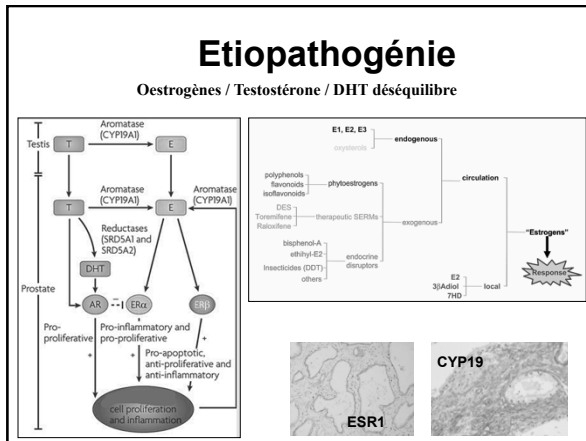 Etiopathogénie
Oestrogènes / Testostérone / DHT déséquilibre
Aromatase
(CYP19A1)
Testis
T
E
Aromatase
(CYP19A1)
Aromatase
(CYP19A1)
T
E
Reductases
(SRD5A1 and
SRD5A2)
DHT
Prostate
AR
ERα
ERβ
Pro-
proliferative
Pro-inflammatory and
pro-proliferative
+
+
+
Pro-apoptotic,
anti-proliferative and
anti-inflammatory
cell proliferation
and inflammation
E1, E2, E3
oxysterols
endogenous
polyphenols
flavonoids
isoflavonoids
phytoestrogens
circulation
DES
Toremifene
Raloxifene
therapeutic SERMs
exogenous
bisphenol-A
ethihyl-E2
Insecticides (DDT)
others
endocrine
disruptors
"Estrogens"
Response
E2
3βAdiol
7HD
local
ESR1
CYP19